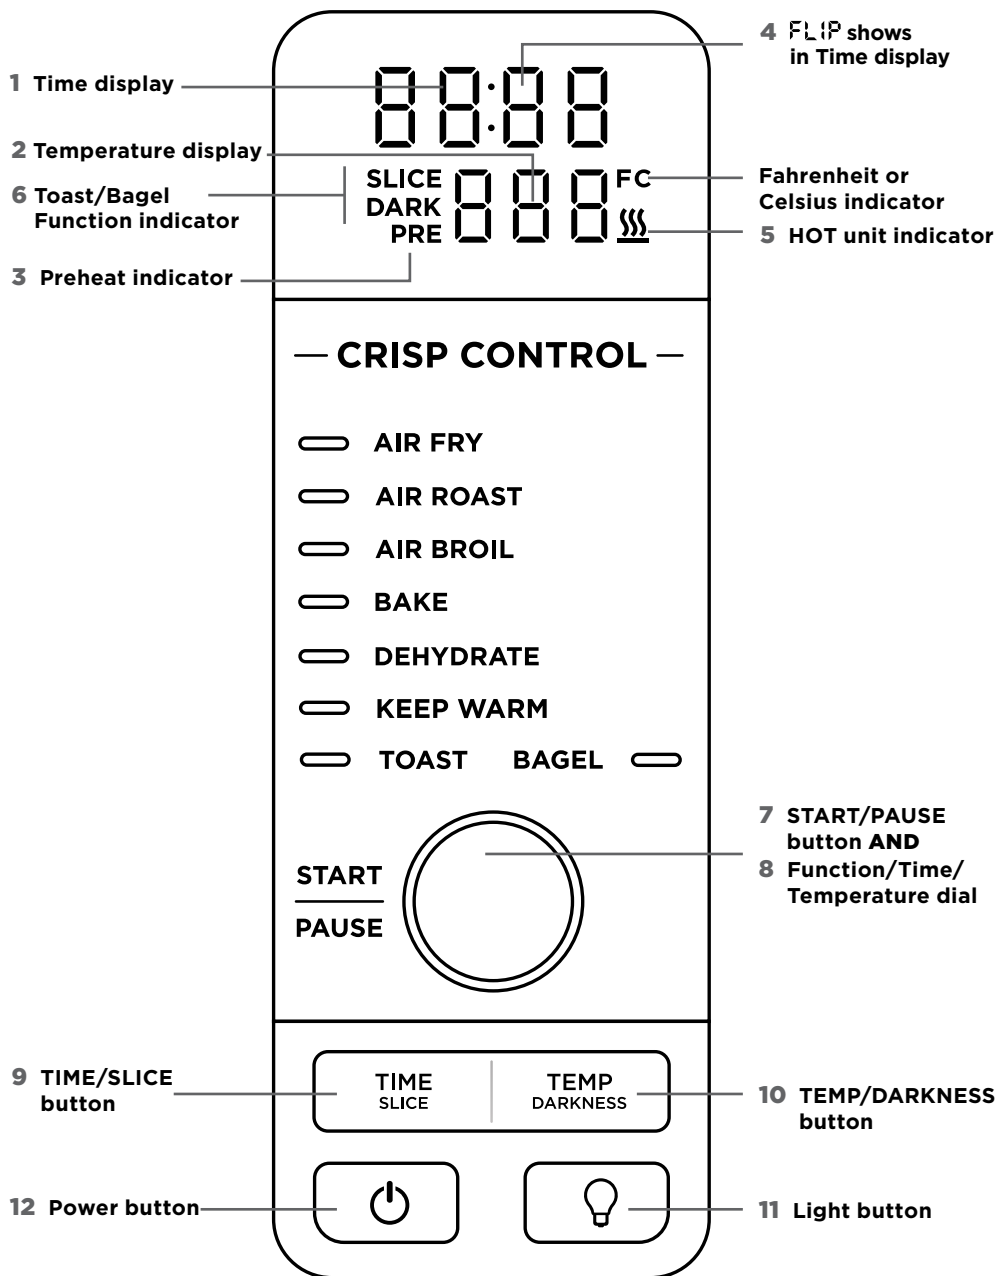 4 FLIP shows
in Time display
1 Time display
88:88
2 Temperature display
6 Toast/Bagel
Function indicator
SLICE
DARK
PRE
888
F C
Fahrenheit or
Celsius indicator
5 HOT unit indicator
3 Preheat indicator
CRISP CONTROL
AIR FRY
AIR ROAST
AIR BROIL
BAKE
DEHYDRATE
KEEP WARM
TOAST BAGEL
START
PAUSE
7 START/PAUSE
button AND
8 Function/Time/
Temperature dial
9 TIME/SLICE
button
TIME
SLICE
TEMP
DARKNESS
10 TEMP/DARKNESS
button
12 Power button
11 Light button